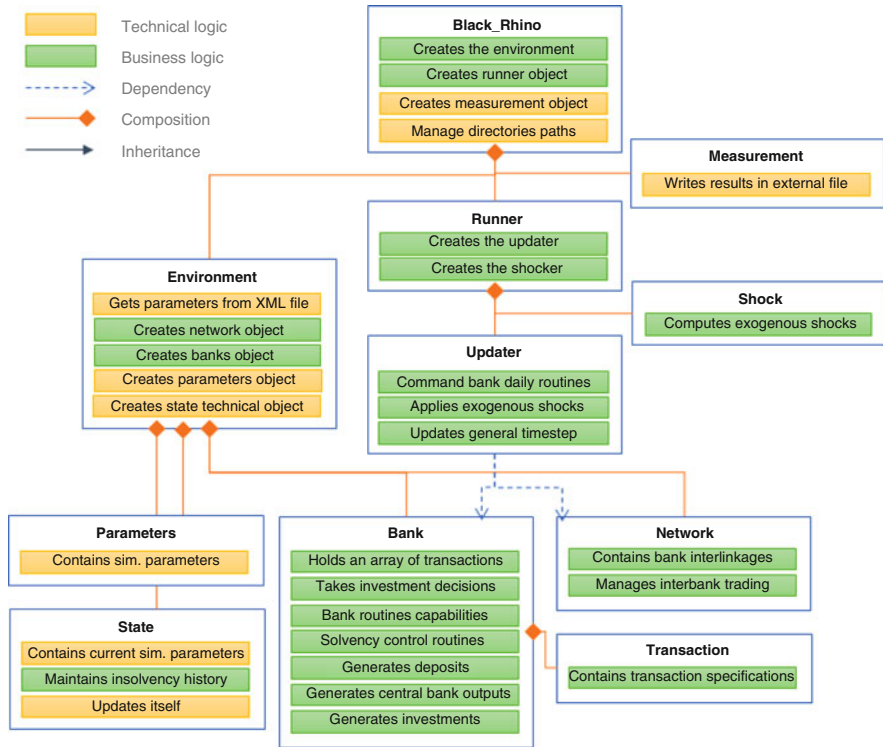 Technical logic
Business logic
Dependency
Composition
Inheritance
Black_Rhino
Creates the environment
Creates runner object
Creates measurement object
Manage directories paths
Measurement
Writes results in external file
Runner
Creates the updater
Creates the shocker
Environment
Gets parameters from XML file
Creates network object
Creates banks object
Creates parameters object
Creates state technical object
Shock
Computes exogenous shocks
Updater
Command bank daily routines
Applies exogenous shocks
Updates general timestep
Parameters
Contains sim. parameters
State
Contains current sim. parameters
Maintains insolvency history
Updates itself
Bank
Holds an array of transactions
Takes investment decisions
Bank routines capabilities
Solvency control routines
Generates deposits
Generates central bank outputs
Generates investments
Network
Contains bank interlinkages
Manages interbank trading
Transaction
Contains transaction specifications